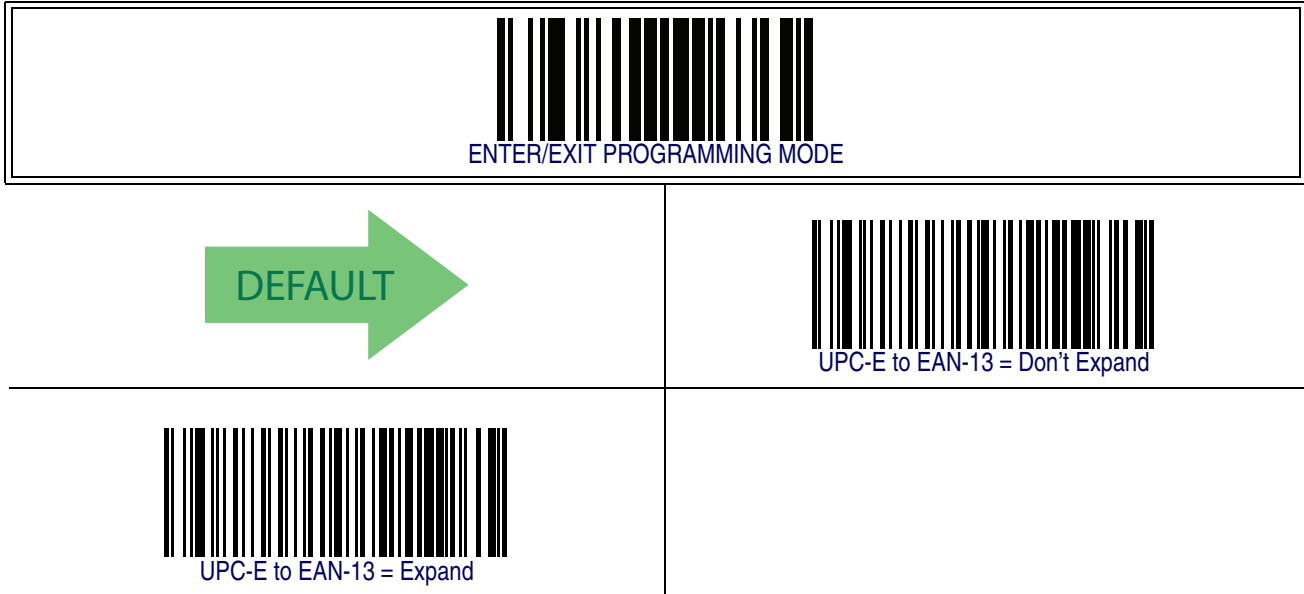 ENTER/EXIT PROGRAMMING MODE
DEFAULT
UPC-E to EAN-13 = Don't Expand
UPC-E to EAN-13 = Expand